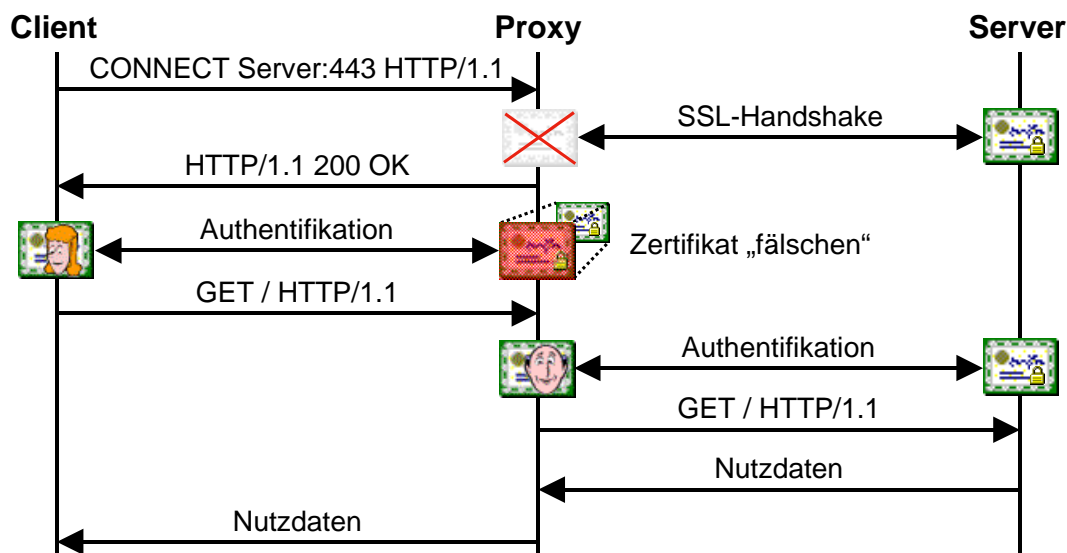 Client
Proxy
Server
CONNECT Server:443 HTTP/1.1
SSL-Handshake
HTTP/1.1 200 OK
Authentifikation
Zertifikat „fälschen“
GET / HTTP/1.1
Authentifikation
GET / HTTP/1.1
Nutzdaten
Nutzdaten